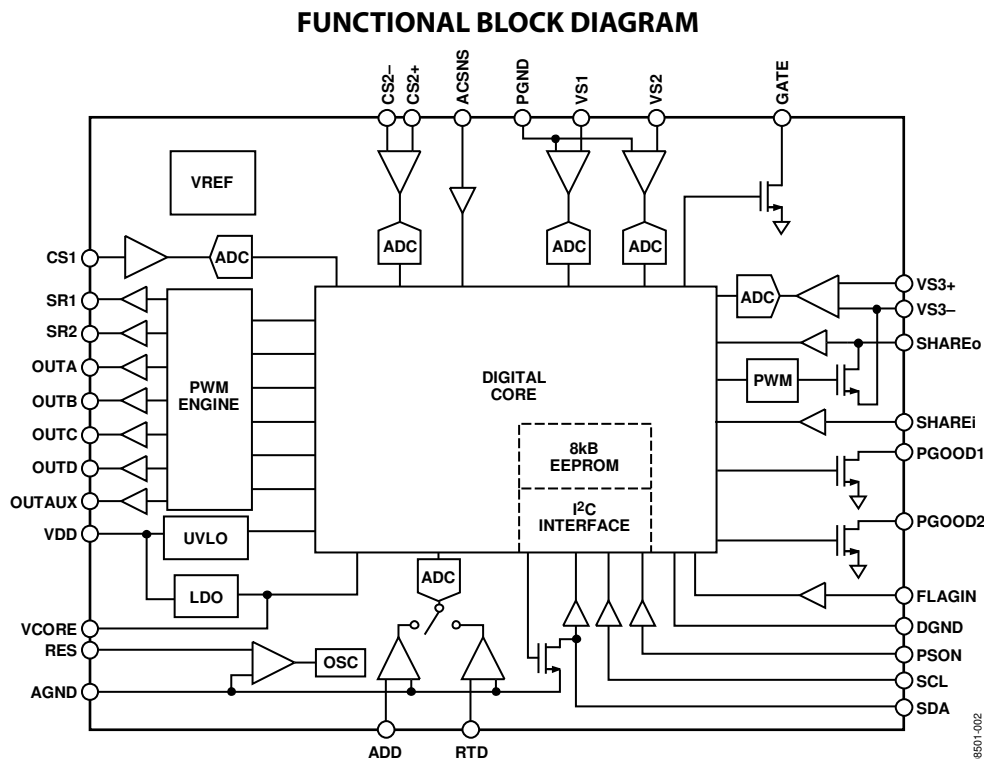 FUNCTIONAL BLOCK DIAGRAM
CS2–
CS2+
ACSNS
PGND
VS1
VS2
GATE
VREF
ADC
ADC
ADC
CS1
ADC
ADC
VS3+
VS3–
SR1
SR2
OUTA
OUTB
OUTC
OUTD
OUTAUX
PWM
ENGINE
DIGITAL
CORE
PWM
SHAREo
SHAREi
8kB
EEPROM
I²C
INTERFACE
PGOOD1
PGOOD2
VDD
UVLO
ADC
LDO
VCORE
RES
OSC
AGND
FLAGIN
DGND
PSON
SCL
SDA
ADD
RTD